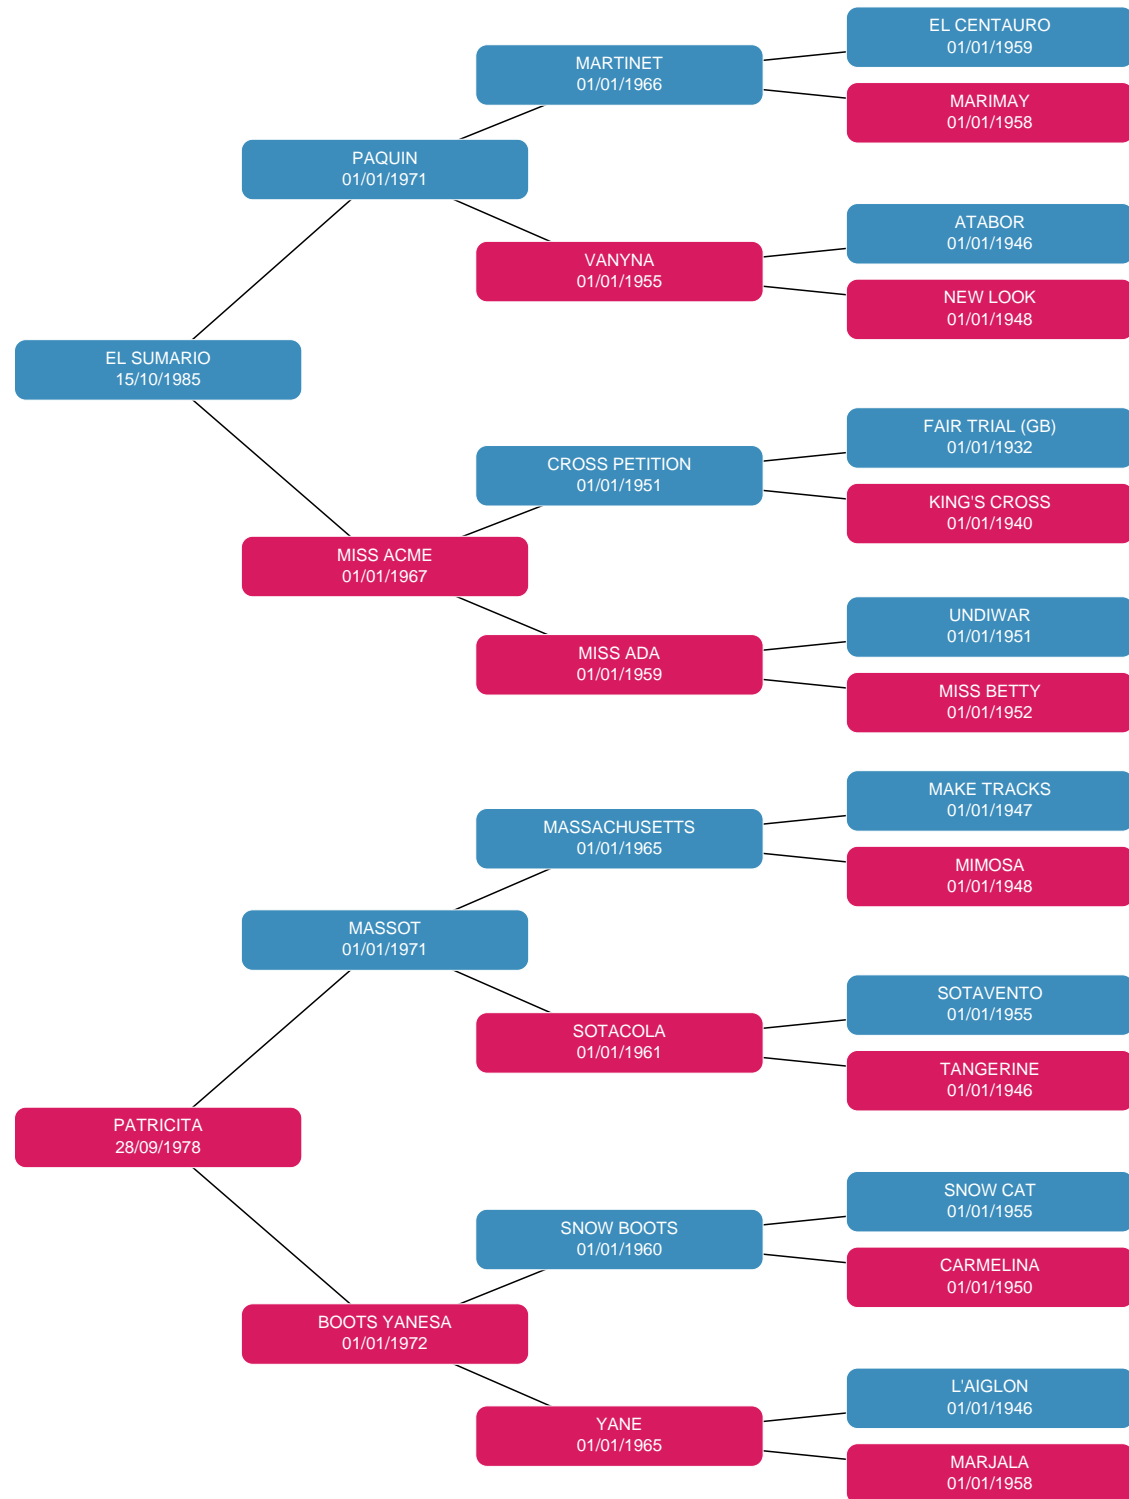 EL CENTAURO
01/01/1959
MARTINET
01/01/1966
MARIMAY
01/01/1958
PAQUIN
01/01/1971
ATABOR
01/01/1946
VANYNA
01/01/1955
NEW LOOK
01/01/1948
EL SUMARIO
15/10/1985
FAIR TRIAL (GB)
01/01/1932
CROSS PETITION
01/01/1951
KING'S CROSS
01/01/1940
MISS ACME
01/01/1967
UNDIWAR
01/01/1951
MISS ADA
01/01/1959
MISS BETTY
01/01/1952
MAKE TRACKS
01/01/1947
MASSACHUSETTS
01/01/1965
MIMOSA
01/01/1948
MASSOT
01/01/1971
SOTAVENTO
01/01/1955
SOTACOLA
01/01/1961
TANGERINE
01/01/1946
PATRICITA
28/09/1978
SNOW CAT
01/01/1955
SNOW BOOTS
01/01/1960
CARMELINA
01/01/1950
BOOTS YANESA
01/01/1972
L'AIGLON
01/01/1946
YANE
01/01/1965
MARJALA
01/01/1958